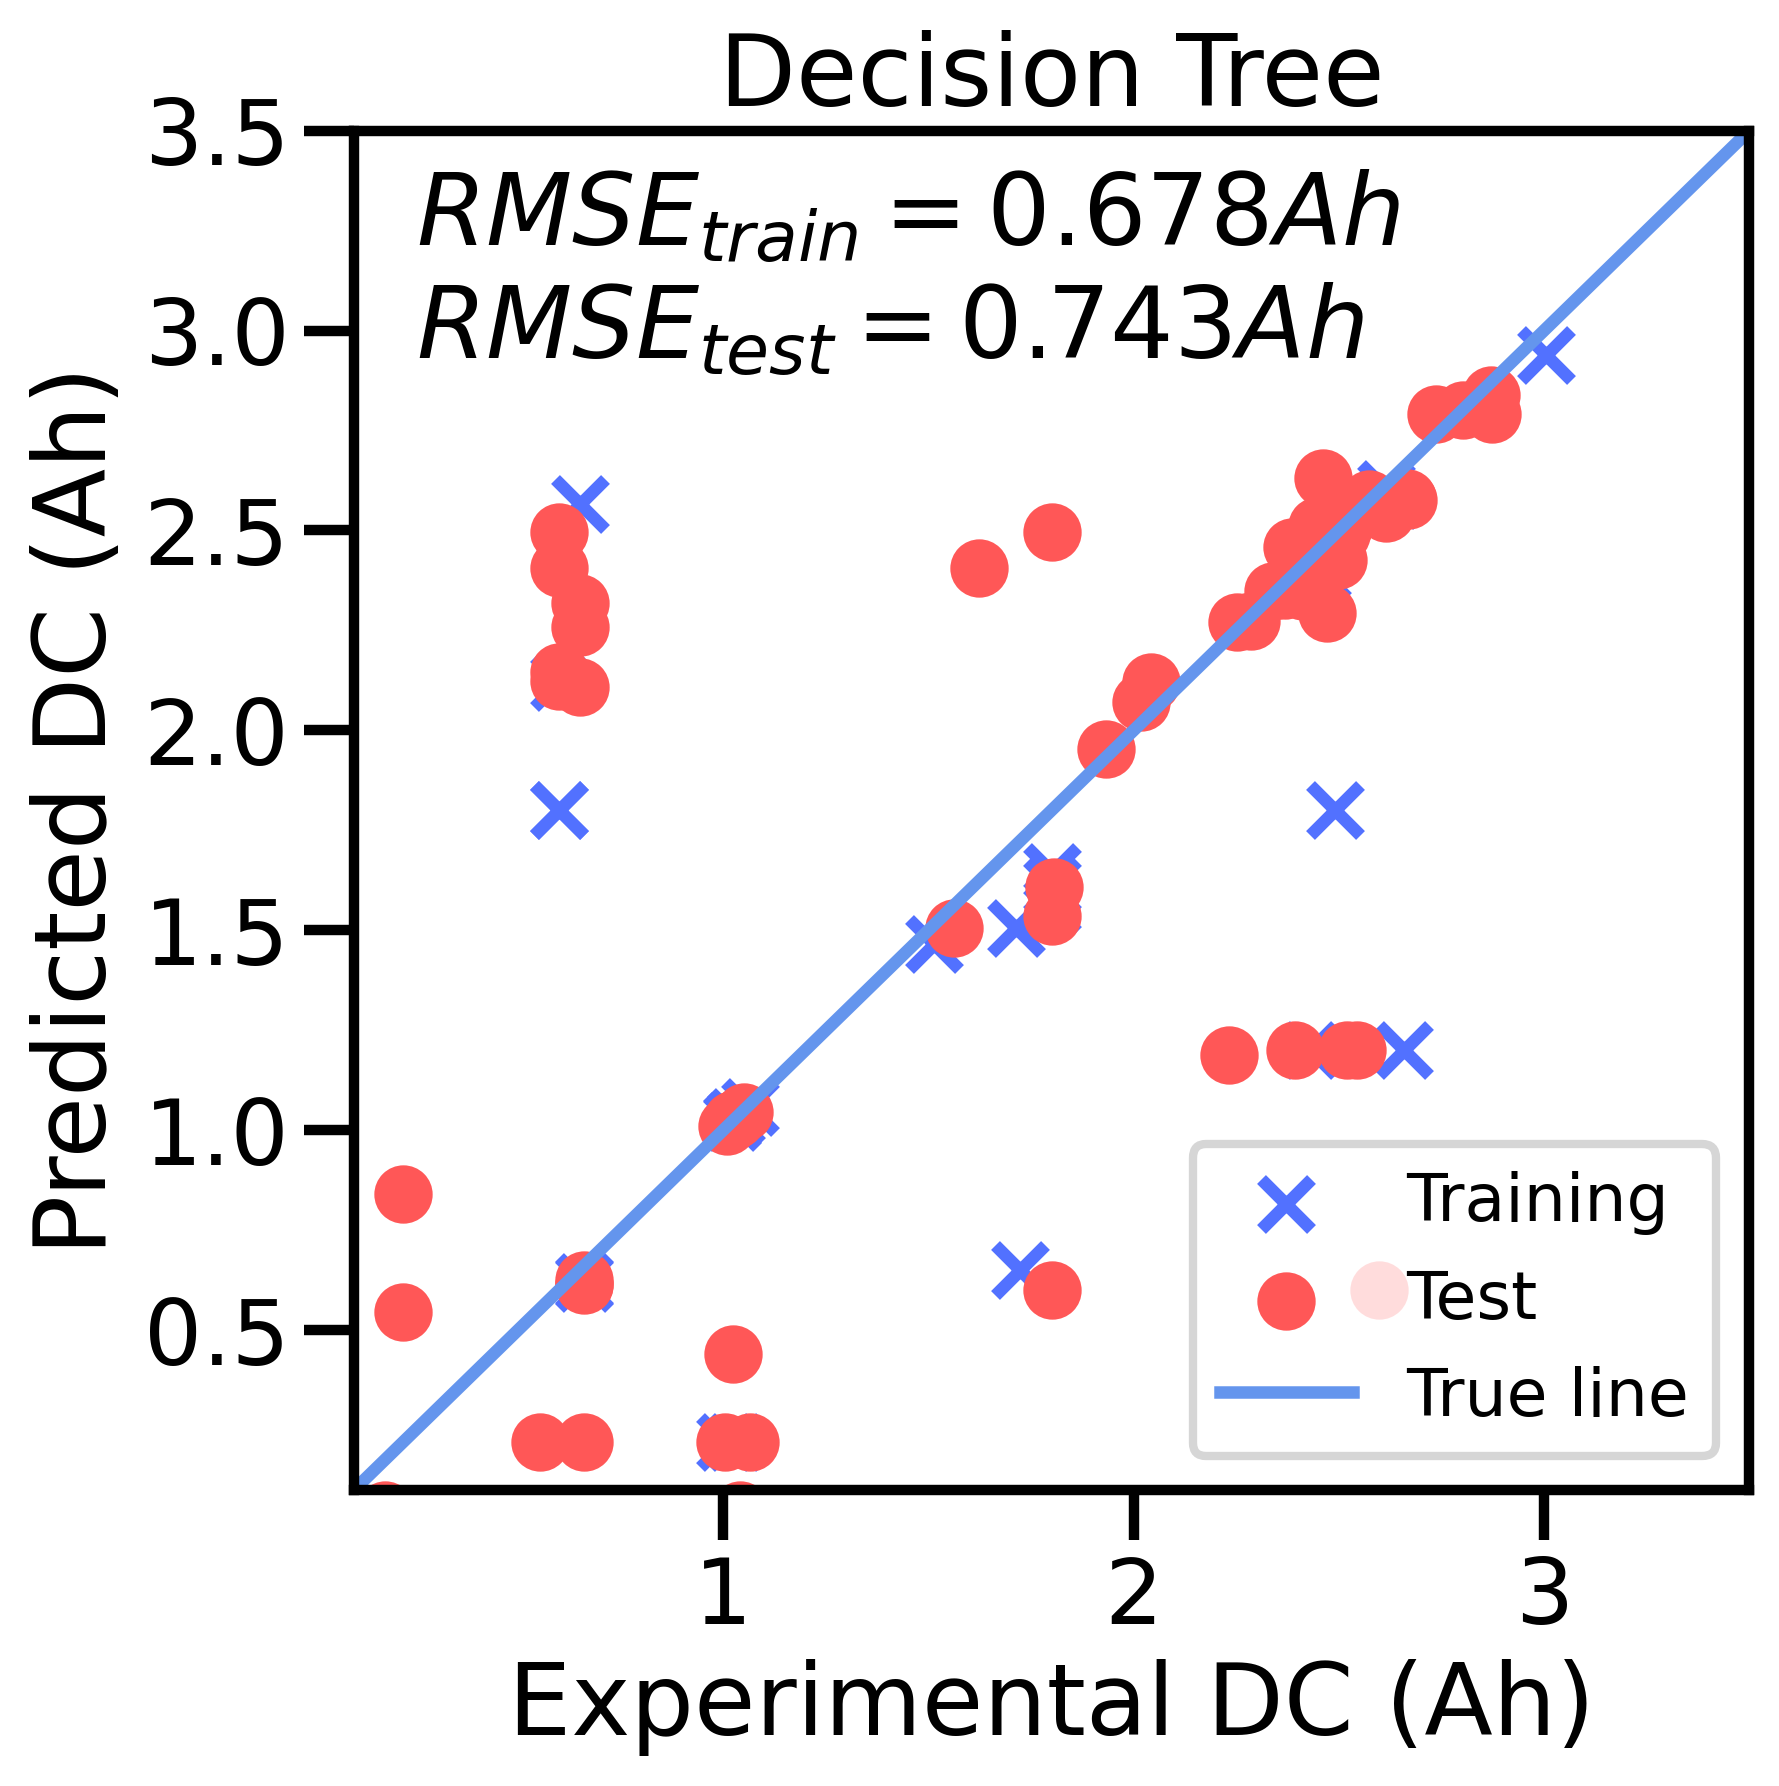 Decision Tree
3.5
3.0
2.5
2.0
1.5
1.0
0.5
Predicted DC (Ah)
RMSE_train = 0.678Ah
RMSE_test = 0.743Ah
Training
Test
True line
1 2 3
Experimental DC (Ah)